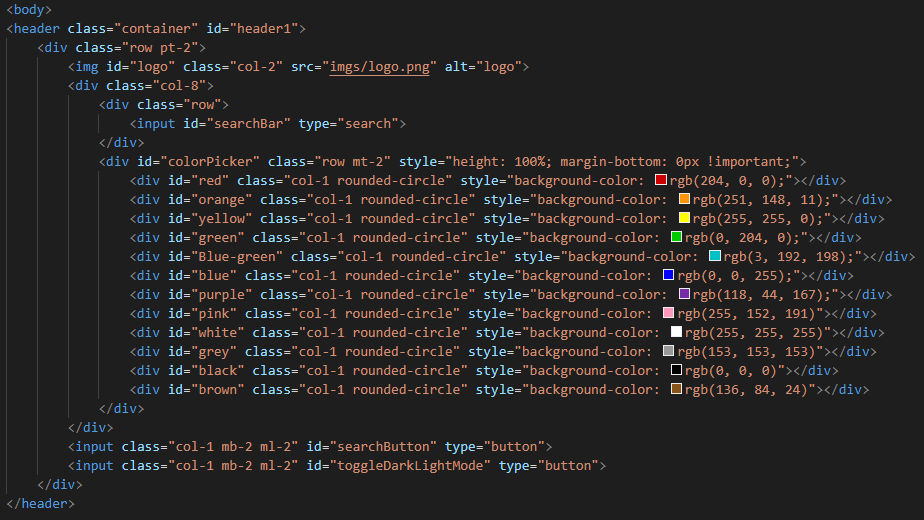 <body>
<header class="container" id="header1">
<div class="row pt-2">
<img id="logo" class="col-2" src="imgs/logo.png" alt="logo">
<div class="col-8">
<div class="row">
<input id="searchBar" type="search">
</div>
<div id="colorPicker" class="row mt-2" style="height: 100%; margin-bottom: 0px !important;">
<div id="red" class="col-1 rounded-circle" style="background-color: rgb(204, 0, 0);"></div>
<div id="orange" class="col-1 rounded-circle" style="background-color: rgb(251, 148, 11);"></div>
<div id="yellow" class="col-1 rounded-circle" style="background-color: rgb(255, 255, 0);"></div>
<div id="green" class="col-1 rounded-circle" style="background-color: rgb(0, 204, 0);"></div>
<div id="Blue-green" class="col-1 rounded-circle" style="background-color: rgb(3, 192, 198);"></div>
<div id="blue" class="col-1 rounded-circle" style="background-color: rgb(0, 0, 255);"></div>
<div id="purple" class="col-1 rounded-circle" style="background-color: rgb(118, 44, 167);"></div>
<div id="pink" class="col-1 rounded-circle" style="background-color: rgb(255, 152, 191)"></div>
<div id="white" class="col-1 rounded-circle" style="background-color: rgb(255, 255, 255)"></div>
<div id="grey" class="col-1 rounded-circle" style="background-color: rgb(153, 153, 153)"></div>
<div id="black" class="col-1 rounded-circle" style="background-color: rgb(0, 0, 0)"></div>
<div id="brown" class="col-1 rounded-circle" style="background-color: rgb(136, 84, 24)"></div>
</div>
</div>
<input class="col-1 mb-2 ml-2" id="searchButton" type="button">
<input class="col-1 mb-2 ml-2" id="toggleDarkLightMode" type="button">
</div>
</header>